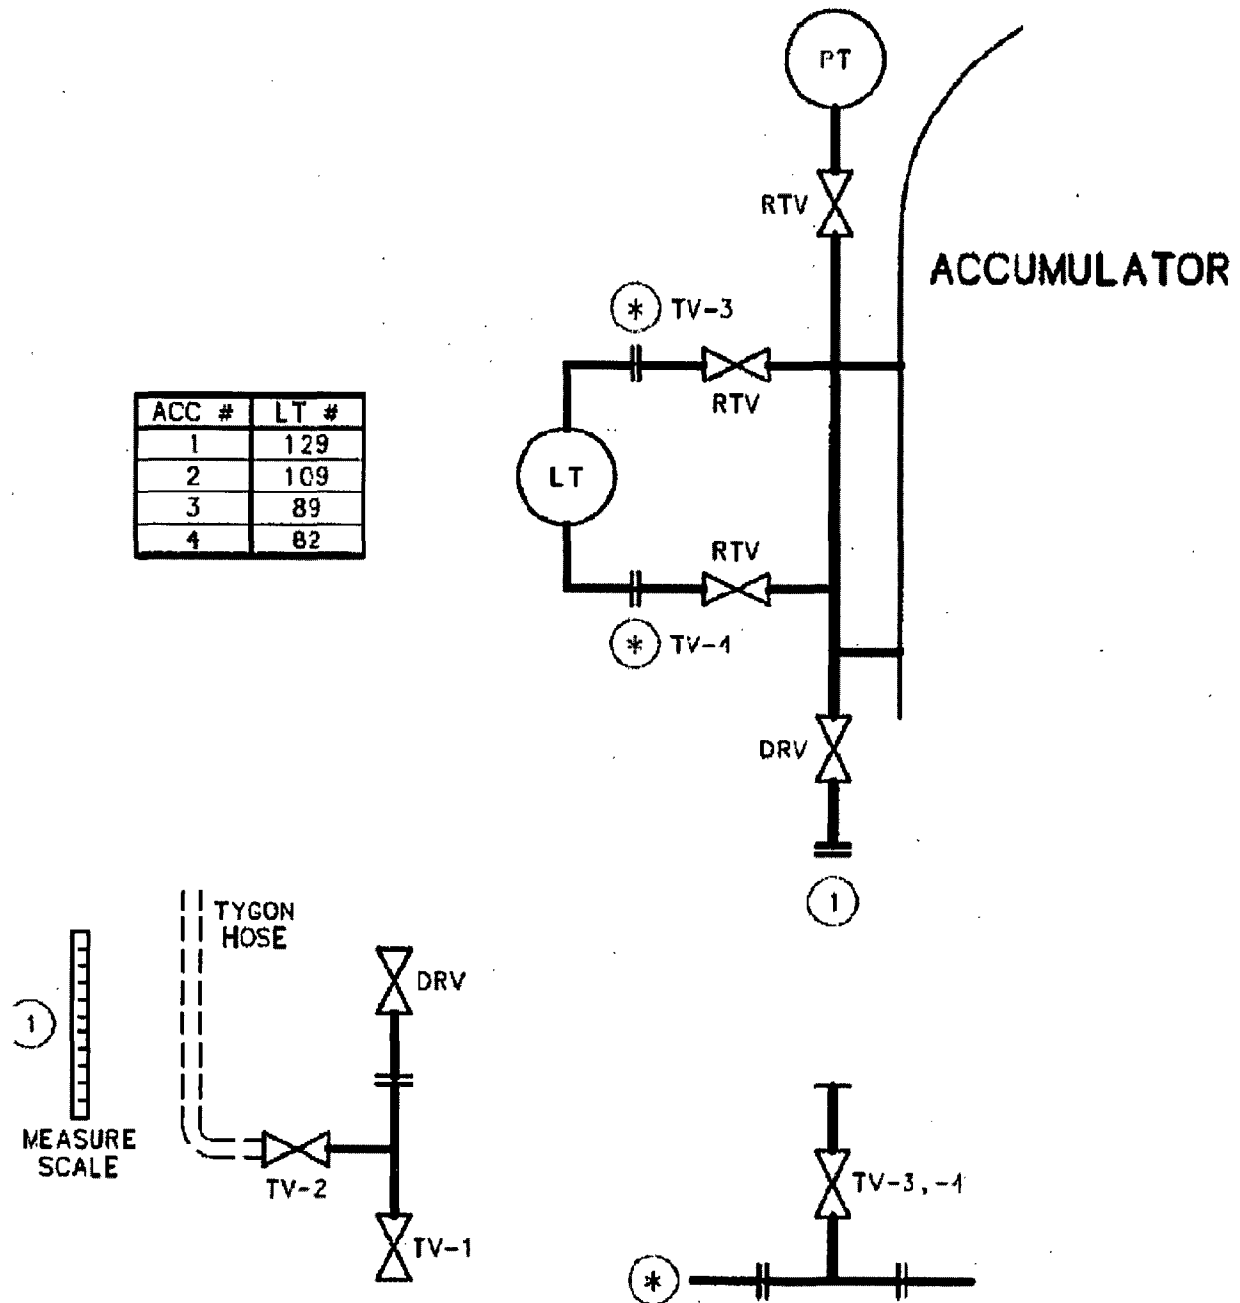 PT
RTV
ACCUMULATOR
* TV-3
RTV
ACC # LT #
1 129
2 109
3 89
4 82
LT
RTV
* TV-4
DRV
1
TYGON
HOSE
DRV
1
MEASURE
SCALE
TV-2
TV-1
TV-3,-4
*